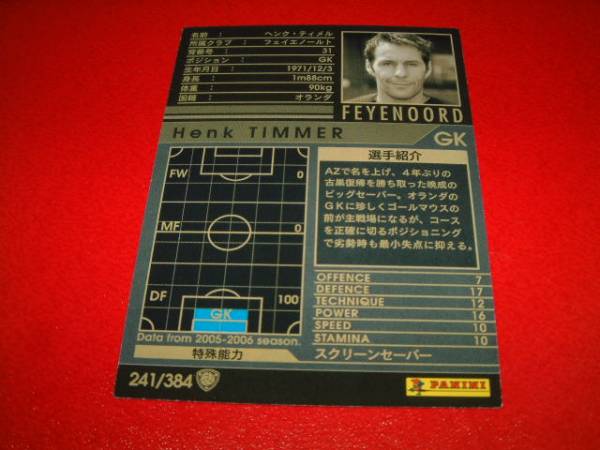 名前 : ヘンク・ティメル
所属クラブ : フェイエノールト
背番号 : 31
ポジション : GK
生年月日 : 1971/12/3
身長 : 1m88cm
体重 : 90kg
国籍 : オランダ
FEYENOORD
Henk TIMMER
GK
FW
MF
DF
100
GK
Data from 2005-2006 season.
選手紹介
AZで名を上げ、4年ぶりの
古巣復帰を勝ち取った晩成の
ビッグセーバー。オランダの
GKに珍しくゴールマウスの
前が主戦場になるが、コース
を正確に切るポジショニング
で劣勢時も最小失点に抑える。
OFFENCE 7
DEFENCE 17
TECHNIQUE 12
POWER 16
SPEED 10
STAMINA 10
特殊能力
スクリーンセーバー
241/384
PANINI